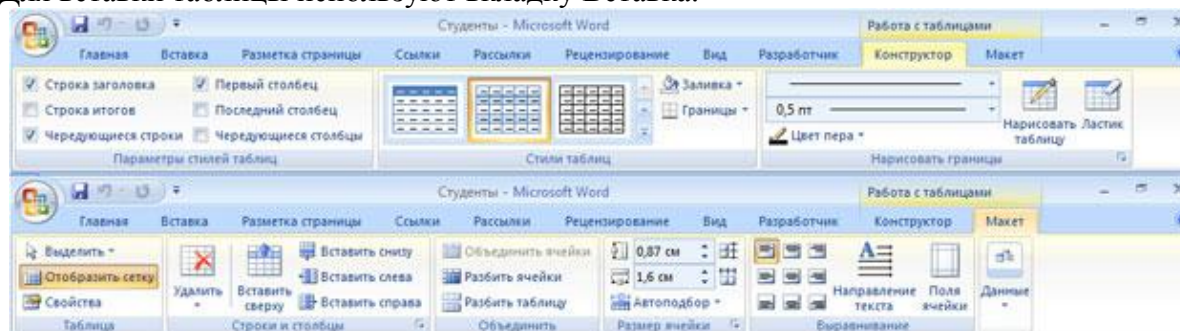 Для вставки таблицы используют вкладку Вставка.
Студенты - Microsoft Word Работа с таблицами
Главная Вставка Разметка страницы Ссылки Рассылки Рецензирование Вид Разработчик Конструктор Макет
Строка заголовка Первый столбец Заливка
Строка итогов Последний столбец Границы 0,5 пт
Чередующиеся строки Чередующиеся столбцы Цвет пера Нарисовать таблицу Ластик
Параметры стилей таблиц Стили таблиц Нарисовать границы
Студенты - Microsoft Word Работа с таблицами
Главная Вставка Разметка страницы Ссылки Рассылки Рецензирование Вид Разработчик Конструктор Макет
Выделить Вставить снизу Объединить ячейки 0,87 см
Отобразить сетку Удалить Вставить сверху Вставить слева Разбить ячейки 1,6 см Направление текста Поля ячейки Данные
Свойства Вставить справа Разбить таблицу Автоподбор
Таблица Строки и столбцы Объединить Размер ячейки Выравнивание